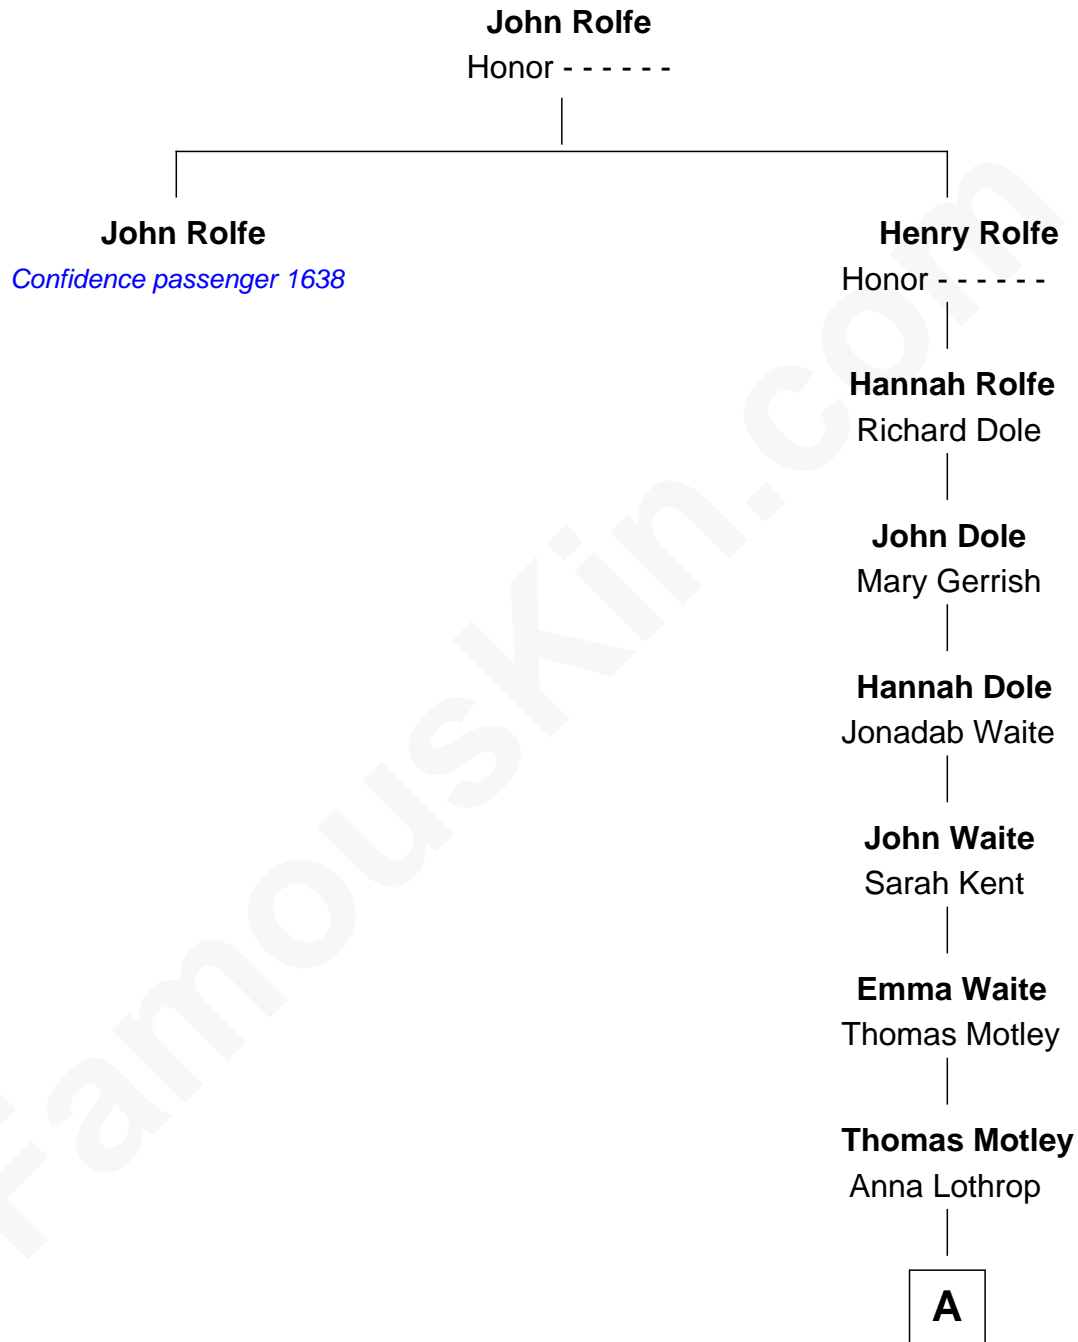 John Rolfe
Honor - - - - - -
John Rolfe
Confidence passenger 1638
Henry Rolfe
Honor - - - - - -
Hannah Rolfe
Richard Dole
John Dole
Mary Gerrish
Hannah Dole
Jonadab Waite
John Waite
Sarah Kent
Emma Waite
Thomas Motley
Thomas Motley
Anna Lothrop
A
FamousKin.com